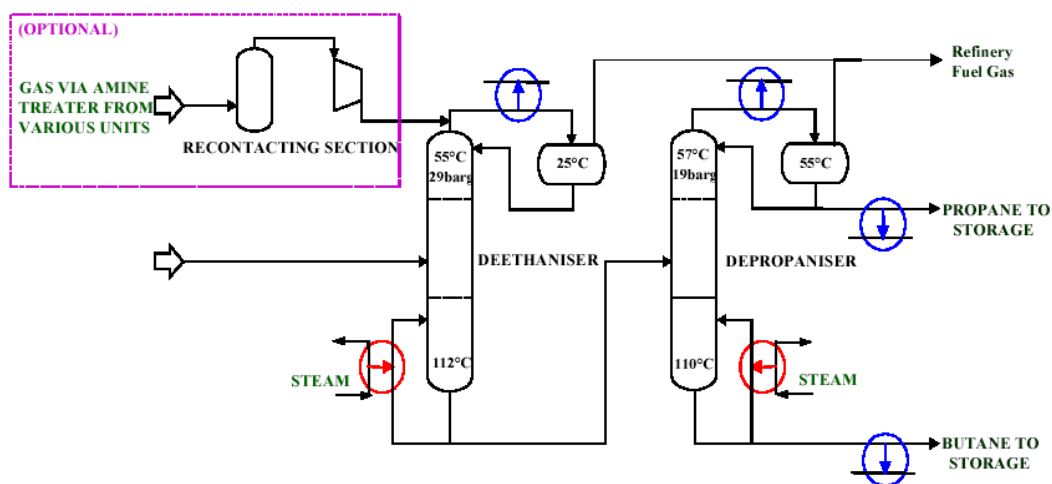 (OPTIONAL)
GAS VIA AMINE
TREATER FROM
VARIOUS UNITS
RECONTACTING SECTION
Refinery
Fuel Gas
55°C
29barg
25°C
57°C
19barg
55°C
PROPANE TO
STORAGE
DEETHANISER
DEPROPANISER
112°C
STEAM
110°C
STEAM
BUTANE TO
STORAGE